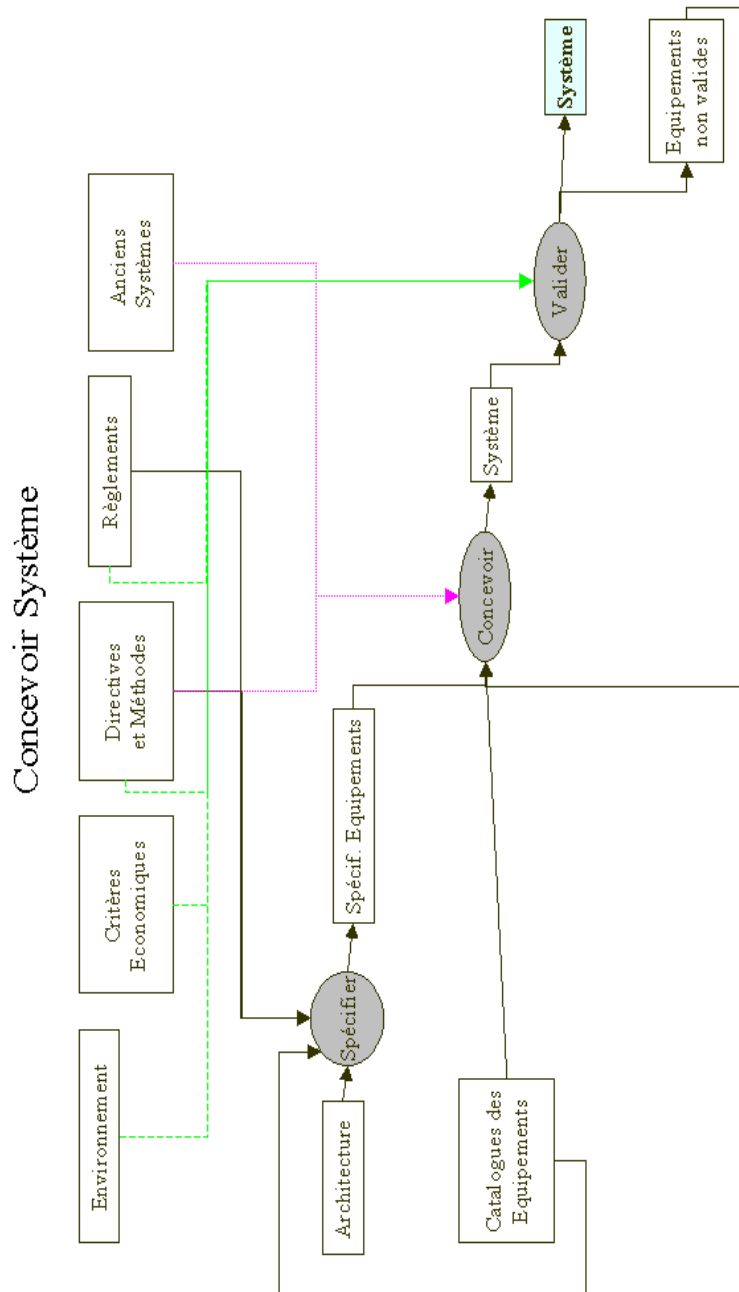 Concevoir Système
Environnement
Critères
Economiques
Directives
et Méthodes
Règlements
Anciens
Systèmes
Architecture
Spécifier
Spécif. Equipements
Catalogues des
Equipements
Concevoir
Système
Valider
Système
Equipements
non valides